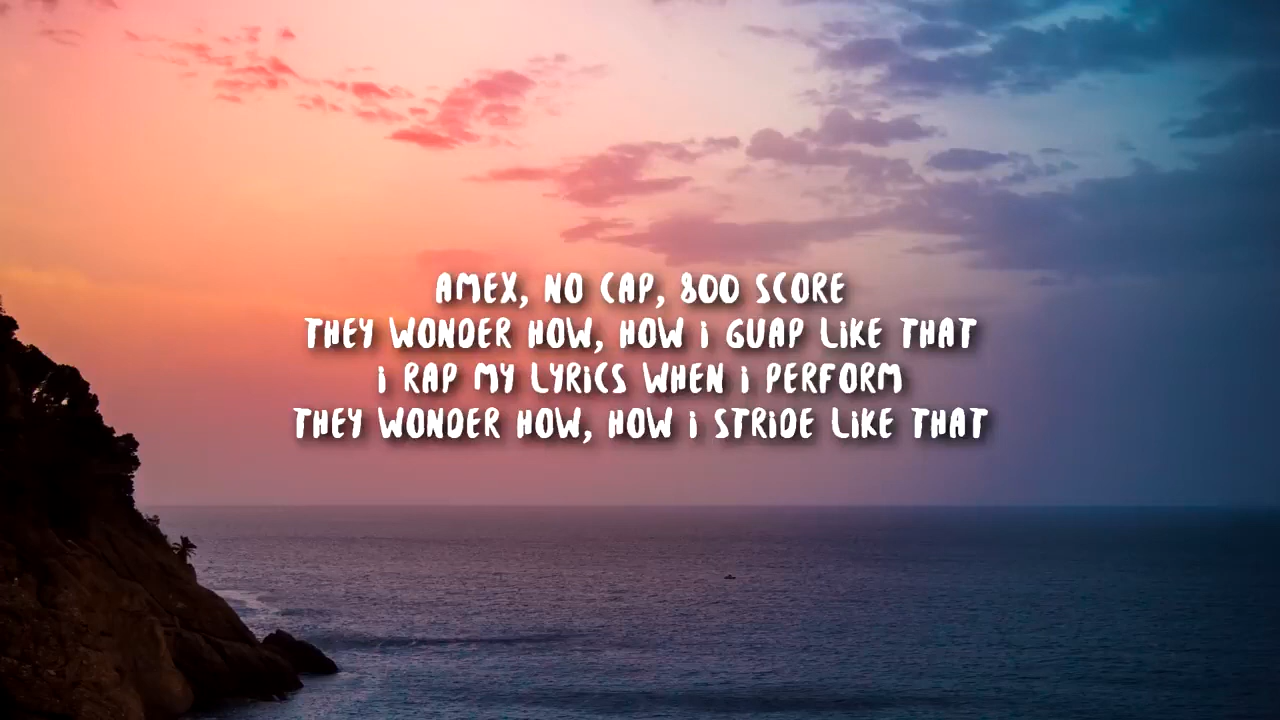 AMEX, NO CAP, 800 SCORE
THEY WONDER HOW, HOW i GUAP LiKE THAT
i RAP MY LYRiCS WHEN i PERFORM
THEY WONDER HOW, HOW i STRiDE LiKE THAT